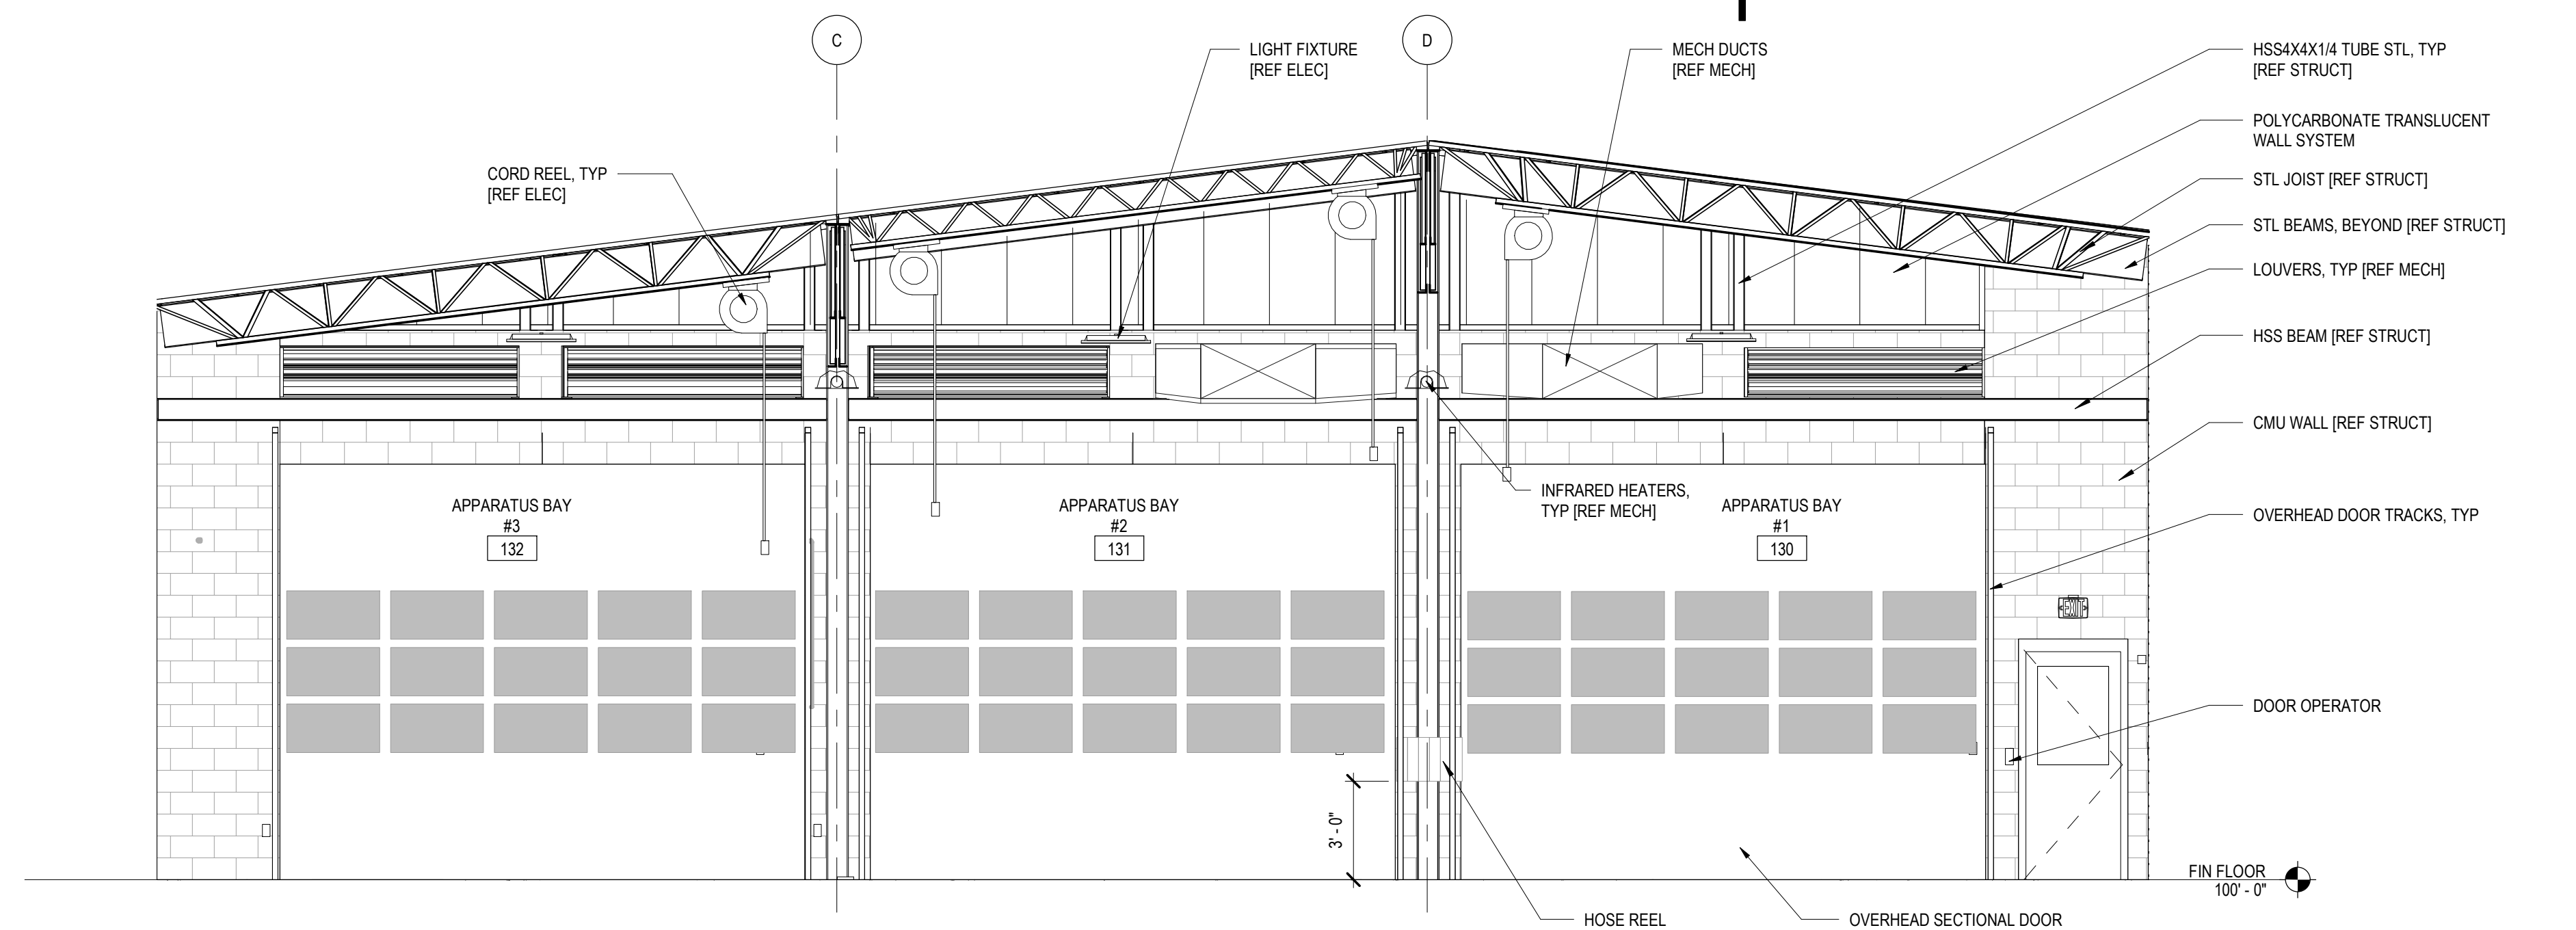 C
D
LIGHT FIXTURE
[REF ELEC]
MECH DUCTS
[REF MECH]
HSS4X4X1/4 TUBE STL, TYP
[REF STRUCT]
POLYCARBONATE TRANSLUCENT
WALL SYSTEM
CORD REEL, TYP
[REF ELEC]
STL JOIST [REF STRUCT]
STL BEAMS, BEYOND [REF STRUCT]
LOUVERS, TYP [REF MECH]
HSS BEAM [REF STRUCT]
CMU WALL [REF STRUCT]
APPARATUS BAY
#3
132
APPARATUS BAY
#2
131
INFRARED HEATERS,
TYP [REF MECH]
APPARATUS BAY
#1
130
OVERHEAD DOOR TRACKS, TYP
EXIT
DOOR OPERATOR
3' - 0"
FIN FLOOR
100' - 0"
HOSE REEL
OVERHEAD SECTIONAL DOOR